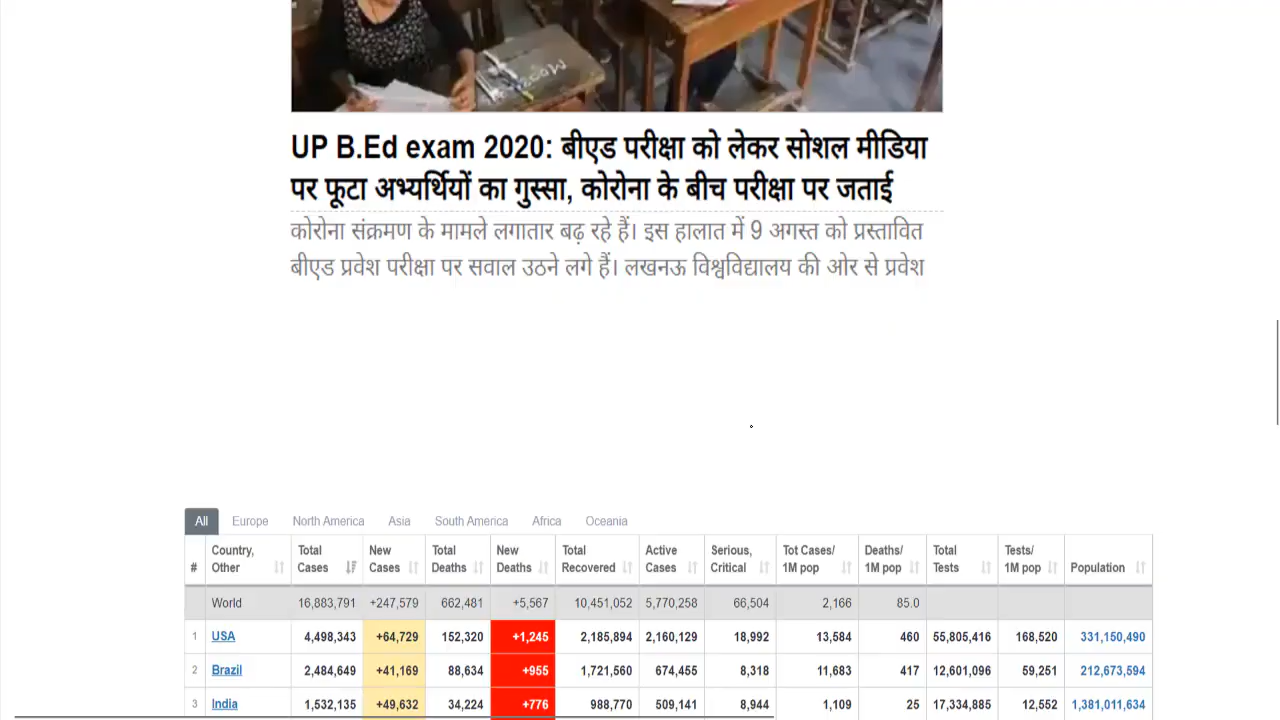 UP B.Ed exam 2020: बीएड परीक्षा को लेकर सोशल मीडिया
पर फूटा अभ्यर्थियों का गुस्सा, कोरोना के बीच परीक्षा पर जताई
कोरोना संक्रमण के मामले लगातार बढ़ रहे हैं। इस हालात में 9 अगस्त को प्रस्तावित
बीएड प्रवेश परीक्षा पर सवाल उठने लगे हैं। लखनऊ विश्वविद्यालय की ओर से प्रवेश
All Europe North America Asia South America Africa Oceania
# Country, Other Total Cases New Cases Total Deaths New Deaths Total Recovered Active Cases Serious, Critical Tot Cases/ 1M pop Deaths/ 1M pop Total Tests Tests/ 1M pop Population
World 16,883,791 +247,579 662,481 +5,567 10,451,052 5,770,258 66,504 2,166 85.0
1 USA 4,498,343 +64,729 152,320 +1,245 2,185,894 2,160,129 18,992 13,584 460 55,805,416 168,520 331,150,490
2 Brazil 2,484,649 +41,169 88,634 +955 1,721,560 674,455 8,318 11,683 417 12,601,096 59,251 212,673,594
3 India 1,532,135 +49,632 34,224 +776 988,770 509,141 8,944 1,109 25 17,334,885 12,552 1,381,011,634